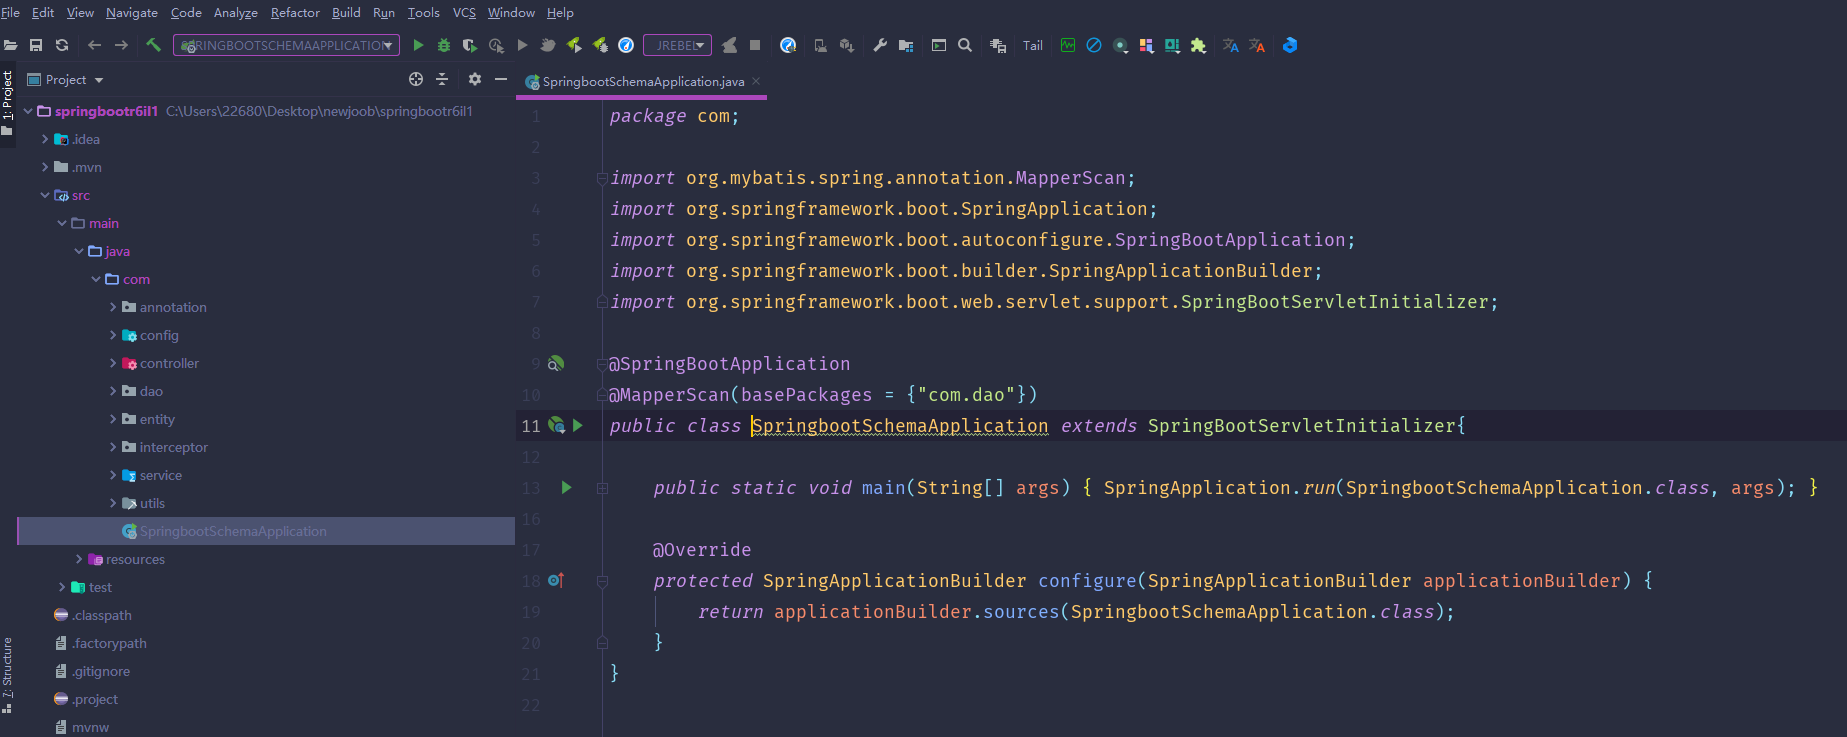 File Edit View Navigate Code Analyze Refactor Build Run Tools VCS Window Help
SPRINGBOOTSCHEMAAPPLICATION JREBEL Tail
1: Project
7: Structure
Project
springbootr6il1 C:\Users\22680\Desktop\newjoob\springbootr6il1
.idea
.mvn
src
main
java
com
annotation
config
controller
dao
entity
interceptor
service
utils
SpringbootSchemaApplication
resources
test
.classpath
.factorypath
.gitignore
.project
mvnw
SpringbootSchemaApplication.java
1 package com;
2
3 import org.mybatis.spring.annotation.MapperScan;
4 import org.springframework.boot.SpringApplication;
5 import org.springframework.boot.autoconfigure.SpringBootApplication;
6 import org.springframework.boot.builder.SpringApplicationBuilder;
7 import org.springframework.boot.web.servlet.support.SpringBootServletInitializer;
8
9 @SpringBootApplication
10 @MapperScan(basePackages = {"com.dao"})
11 public class SpringbootSchemaApplication extends SpringBootServletInitializer{
12
13 public static void main(String[] args) { SpringApplication.run(SpringbootSchemaApplication.class, args); }
16
17 @Override
18 protected SpringApplicationBuilder configure(SpringApplicationBuilder applicationBuilder) {
19 return applicationBuilder.sources(SpringbootSchemaApplication.class);
20 }
21 }
22